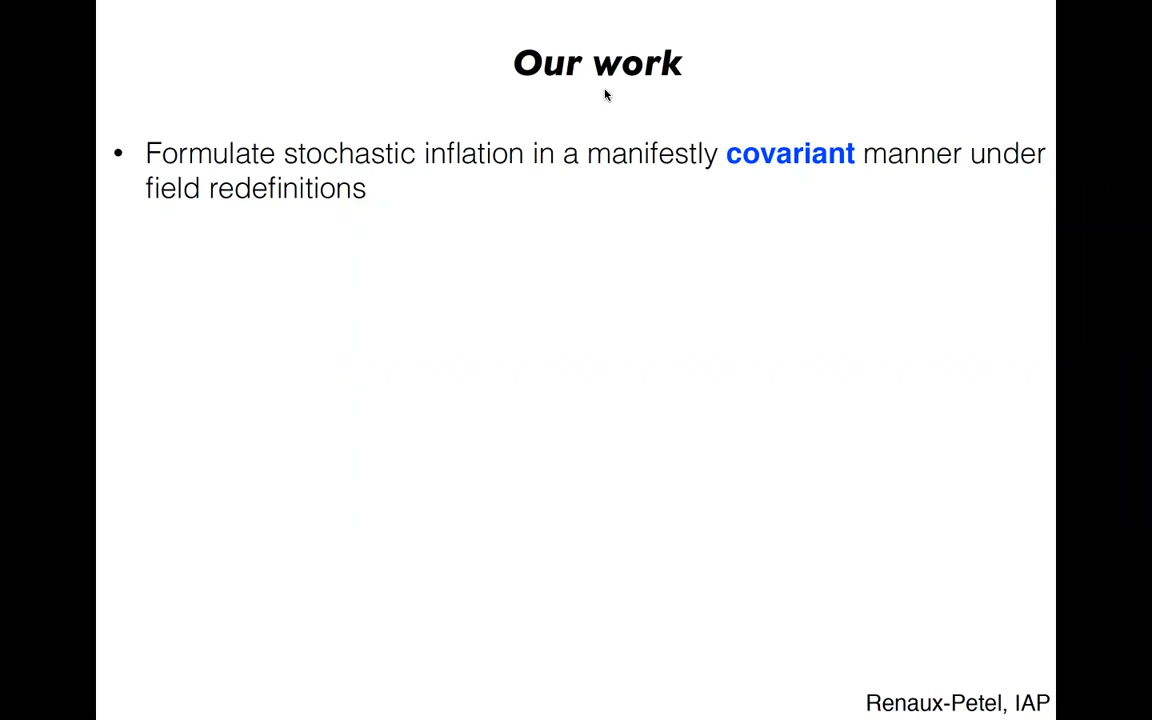 Our work
• Formulate stochastic inflation in a manifestly covariant manner under
field redefinitions
Renaux-Petel, IAP